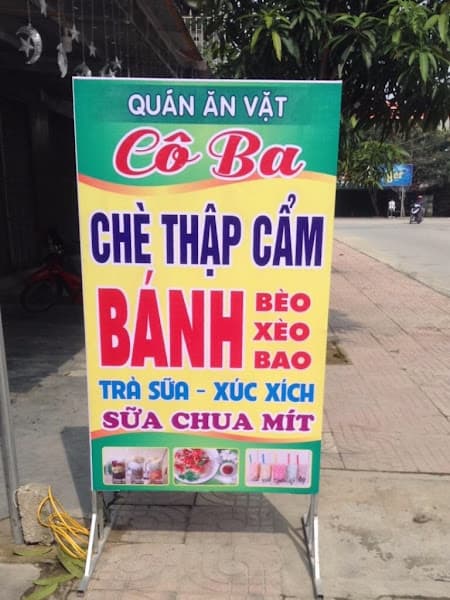 QUÁN ĂN VẶT
Cô Ba
CHÈ THẬP CẨM
BÁNH
BÈO
XÈO
BAO
TRÀ SỮA - XÚC XÍCH
SỮA CHUA MÍT